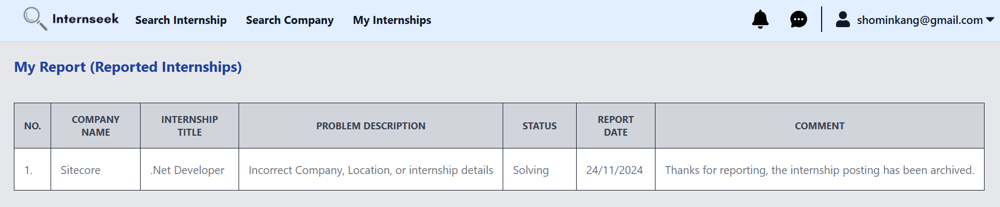 Internseek Search Internship Search Company My Internships shominkang@gmail.com
My Report (Reported Internships)
NO. COMPANY NAME INTERNSHIP TITLE PROBLEM DESCRIPTION STATUS REPORT DATE COMMENT
1. Sitecore .Net Developer Incorrect Company, Location, or internship details Solving 24/11/2024 Thanks for reporting, the internship posting has been archived.